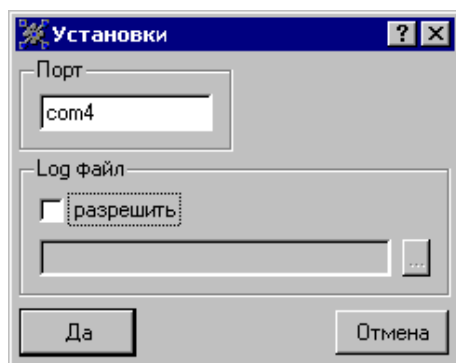 Установки
Порт
com4
Log файл
разрешить
...
Да
Отмена